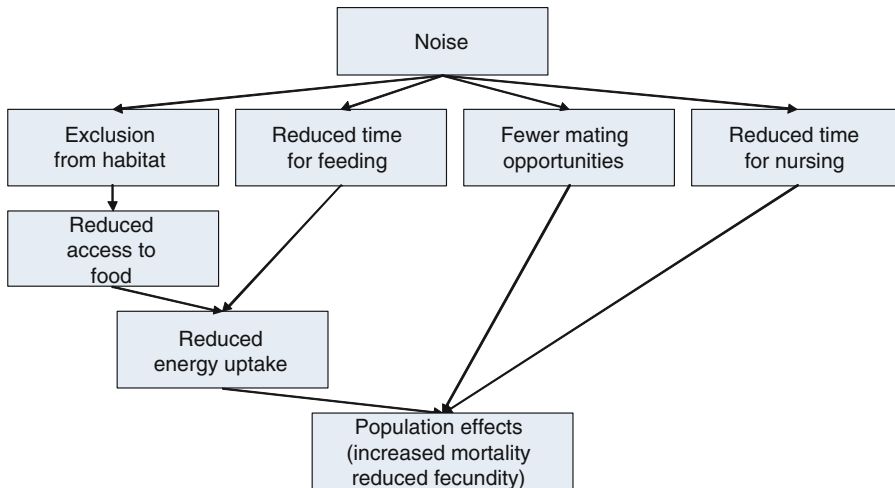 Noise
Exclusion
from habitat
Reduced time
for feeding
Fewer mating
opportunities
Reduced time
for nursing
Reduced
access to
food
Reduced
energy uptake
Population effects
(increased mortality
reduced fecundity)